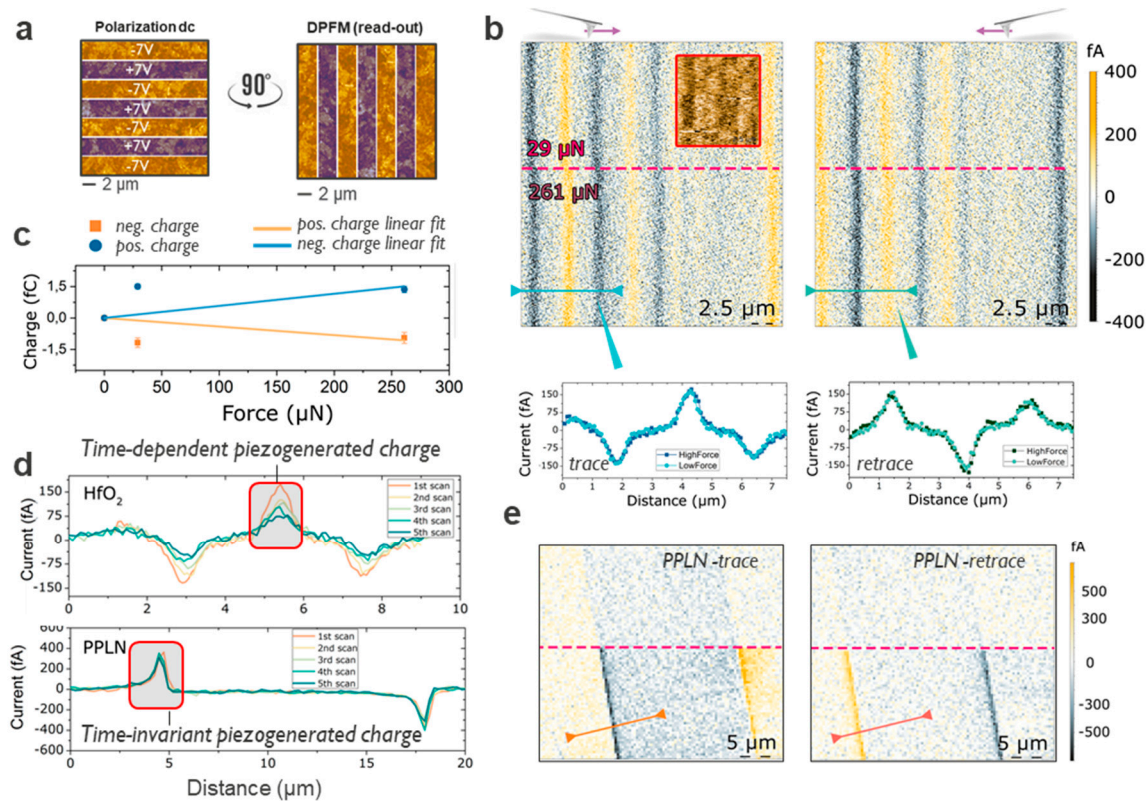 a
Polarization dc
-7V
+7V
-7V
+7V
-7V
+7V
-7V
2 µm
90°
DPFM (read-out)
2 µm
b
29 µN
261 µN
2.5 µm
2.5 µm
fA
400
200
0
-200
-400
c
neg. charge
pos. charge
pos. charge linear fit
neg. charge linear fit
Charge (fC)
1,5
0,0
-1,5
0 50 100 150 200 250 300
Force (µN)
Current (fA)
150
75
0
-75
-150
trace
HighForce
LowForce
0 1 2 3 4 5 6 7
Distance (µm)
Current (fA)
150
75
0
-75
-150
retrace
HighForce
LowForce
0 1 2 3 4 5 6 7
Distance (µm)
Time-dependent piezogenerated charge
d
HfO2
Current (fA)
150
75
0
-75
-150
1st scan
2nd scan
3rd scan
4th scan
5th scan
0 2 4 6 8 10
PPLN
Current (fA)
600
400
200
0
-200
-400
-600
1st scan
2nd scan
3rd scan
4th scan
5th scan
Time-invariant piezogenerated charge
0 5 10 15 20
Distance (µm)
e
PPLN -trace
5 µm
PPLN -retrace
5 µm
fA
500
300
0
-300
-500